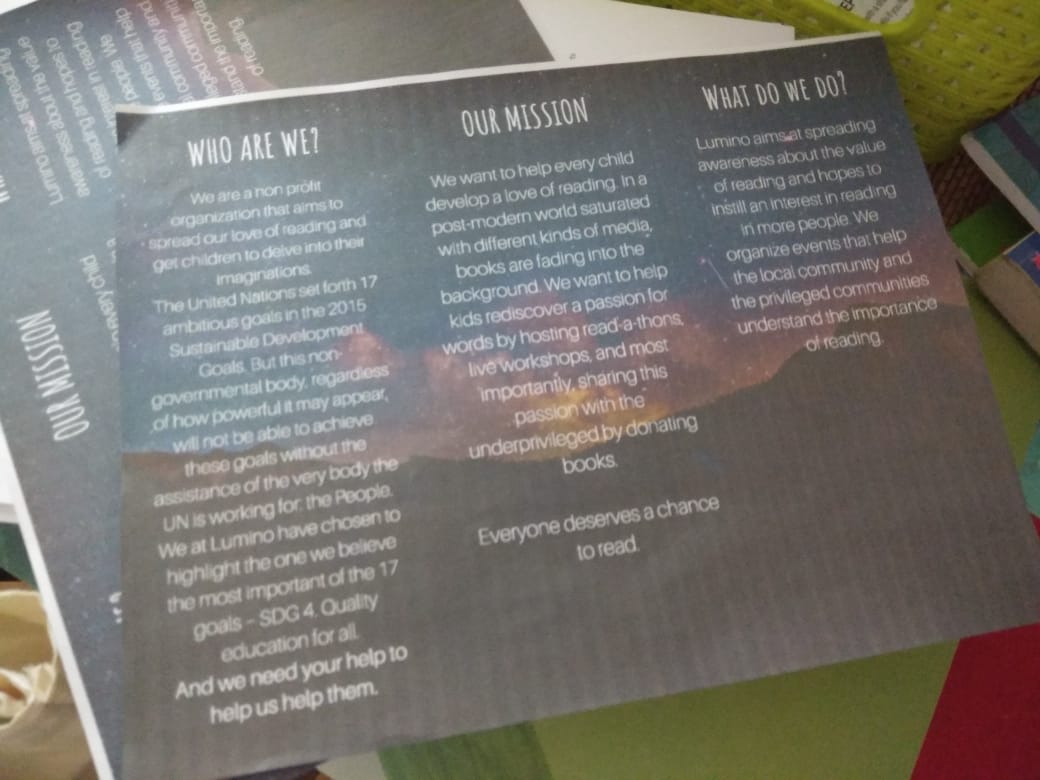 WHO ARE WE?
We are a non profit
organization that aims to
spread our love of reading and
get children to delve into their
imaginations.
The United Nations set forth 17
ambitious goals in the 2015
Sustainable Development
Goals. But this non-
governmental body, regardless
of how powerful it may appear,
will not be able to achieve
these goals without the
assistance of the very body the
UN is working for: the People.
We at Lumino have chosen to
highlight the one we believe
the most important of the 17
goals - SDG 4. Quality
education for all.
And we need your help to
help us help them.
OUR MISSION
We want to help every child
develop a love of reading. In a
post-modern world saturated
with different kinds of media,
books are fading into the
background. We want to help
kids rediscover a passion for
words by hosting read-a-thons,
live workshops, and most
importantly, sharing this
passion with the
underprivileged by donating
books.
Everyone deserves a chance
to read.
WHAT DO WE DO?
Lumino aims at spreading
awareness about the value
of reading and hopes to
instill an interest in reading
in more people. We
organize events that help
the local community and
the privileged communities
understand the importance
of reading.
OUR MISSION
every child
Lumino aims at spreading
awareness about the value
of reading and hopes to
interest in reading
people. We
events that help
community and
communit
and the importa
of reading.